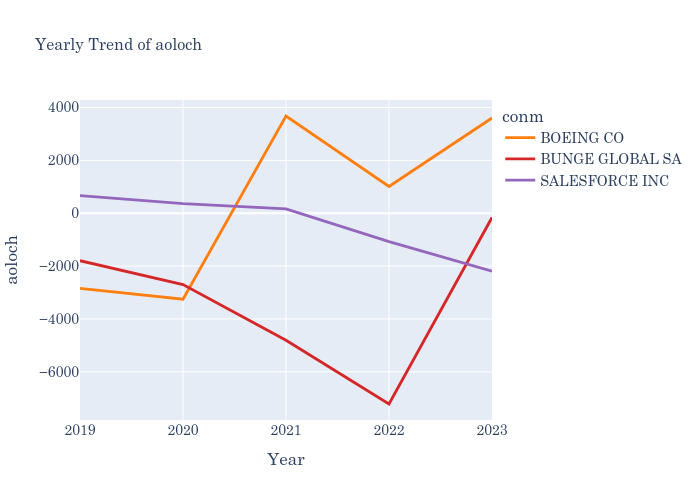 Yearly Trend of aoloch
conm
BOEING CO
BUNGE GLOBAL SA
SALESFORCE INC
aoloch
4000
2000
0
−2000
−4000
−6000
2019
2020
2021
2022
2023
Year